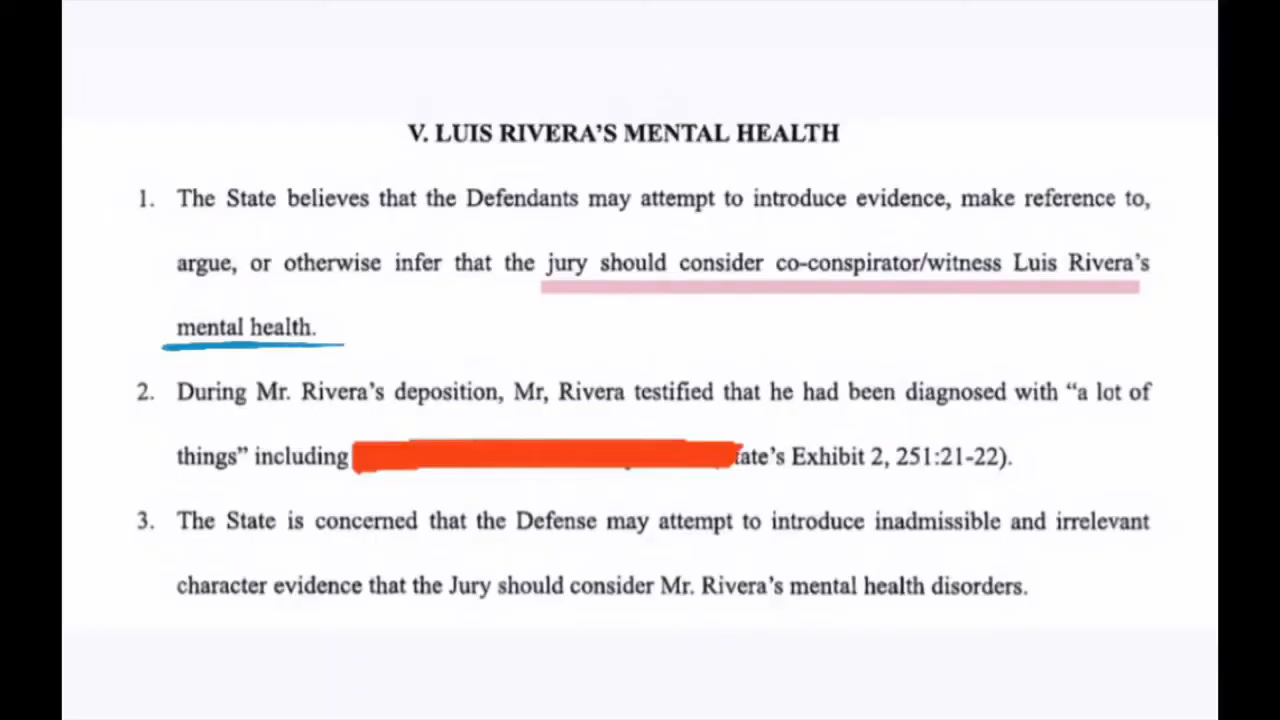 V. LUIS RIVERA’S MENTAL HEALTH
1. The State believes that the Defendants may attempt to introduce evidence, make reference to,
argue, or otherwise infer that the jury should consider co-conspirator/witness Luis Rivera’s
mental health.
2. During Mr. Rivera’s deposition, Mr, Rivera testified that he had been diagnosed with “a lot of
things” including tate’s Exhibit 2, 251:21-22).
3. The State is concerned that the Defense may attempt to introduce inadmissible and irrelevant
character evidence that the Jury should consider Mr. Rivera’s mental health disorders.